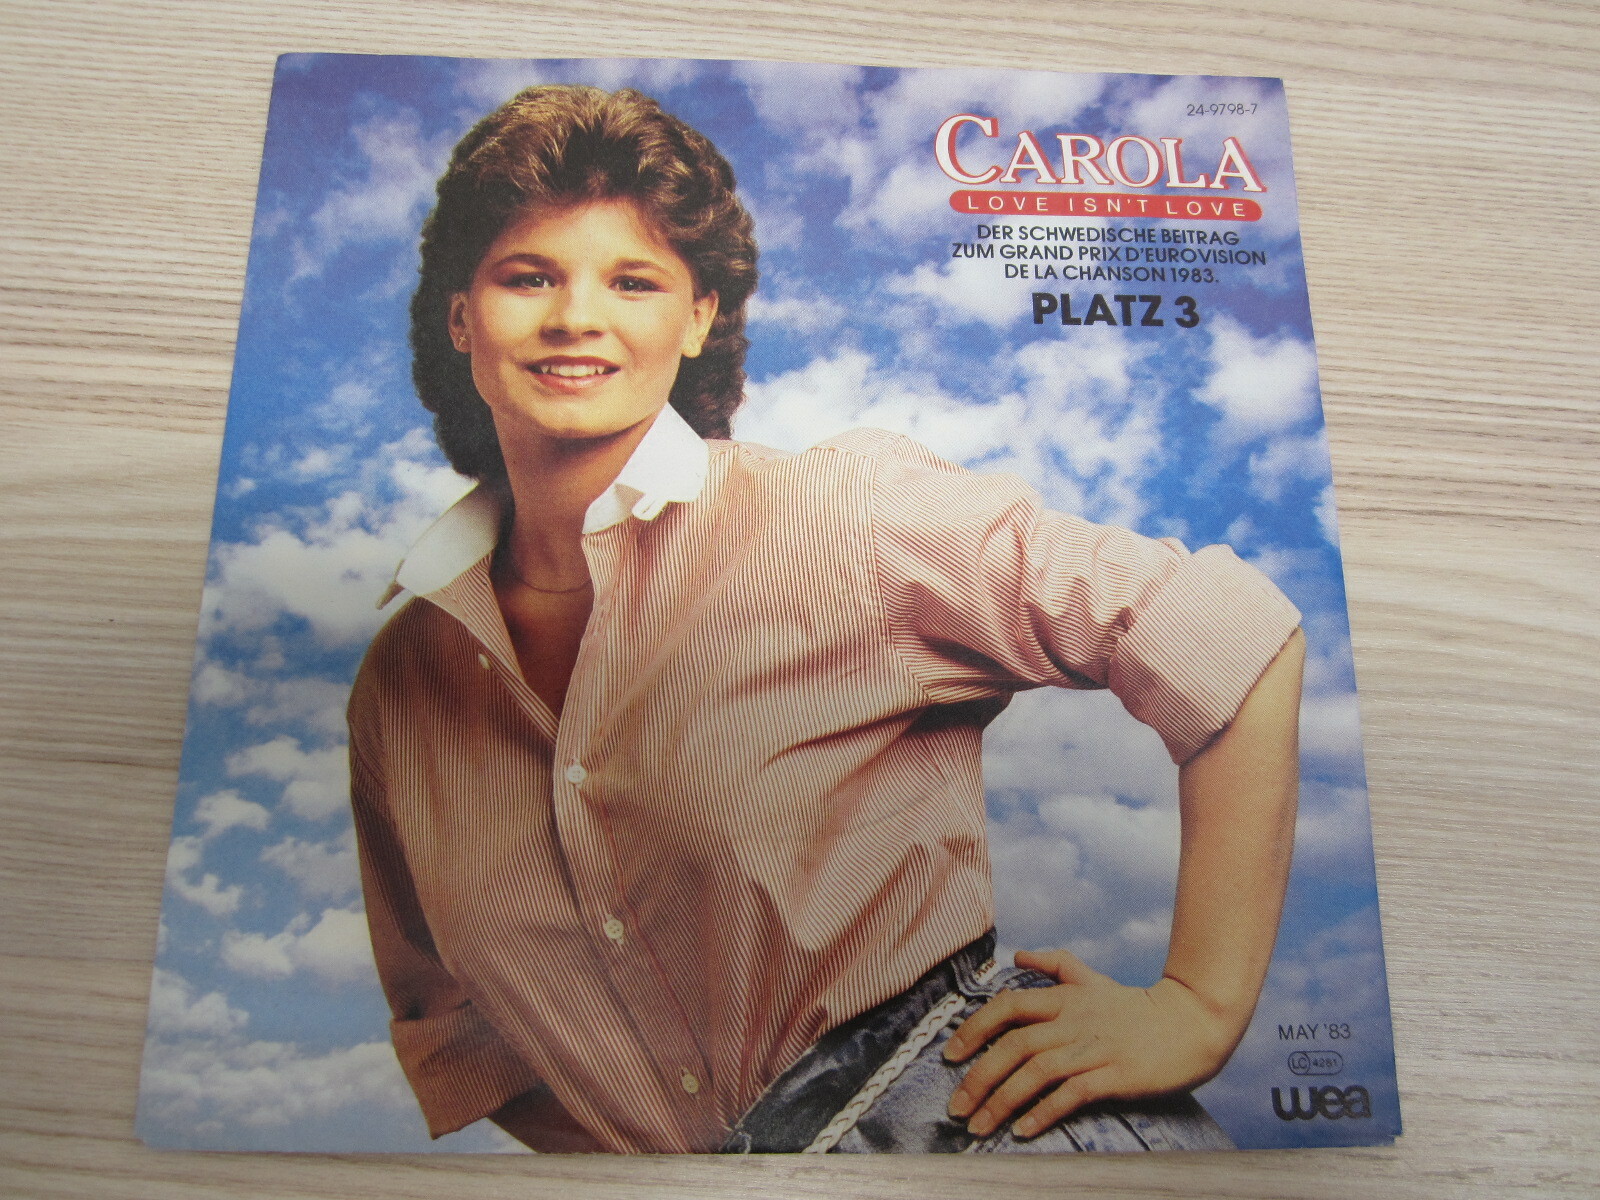 24-9798-7
CAROLA
LOVE ISN'T LOVE
DER SCHWEDISCHE BEITRAG
ZUM GRAND PRIX D'EUROVISION
DE LA CHANSON 1983.
PLATZ 3
MAY '83
LC 4281
wea